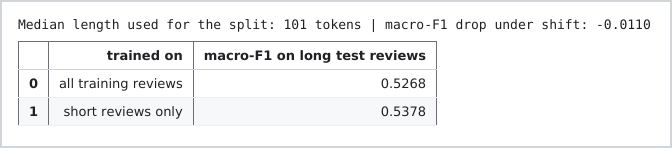 Median length used for the split: 101 tokens | macro-F1 drop under shift: -0.0110
trained on macro-F1 on long test reviews
0 all training reviews 0.5268
1 short reviews only 0.5378